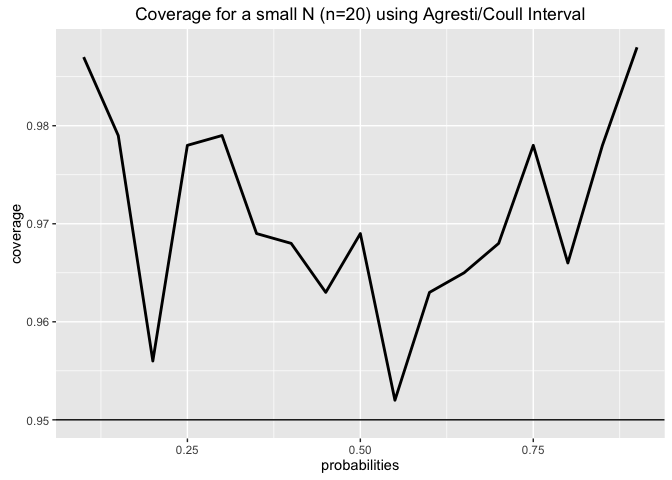 Coverage for a small N (n=20) using Agresti/Coull Interval
coverage
0.98
0.97
0.96
0.95
0.25
0.50
0.75
probabilities